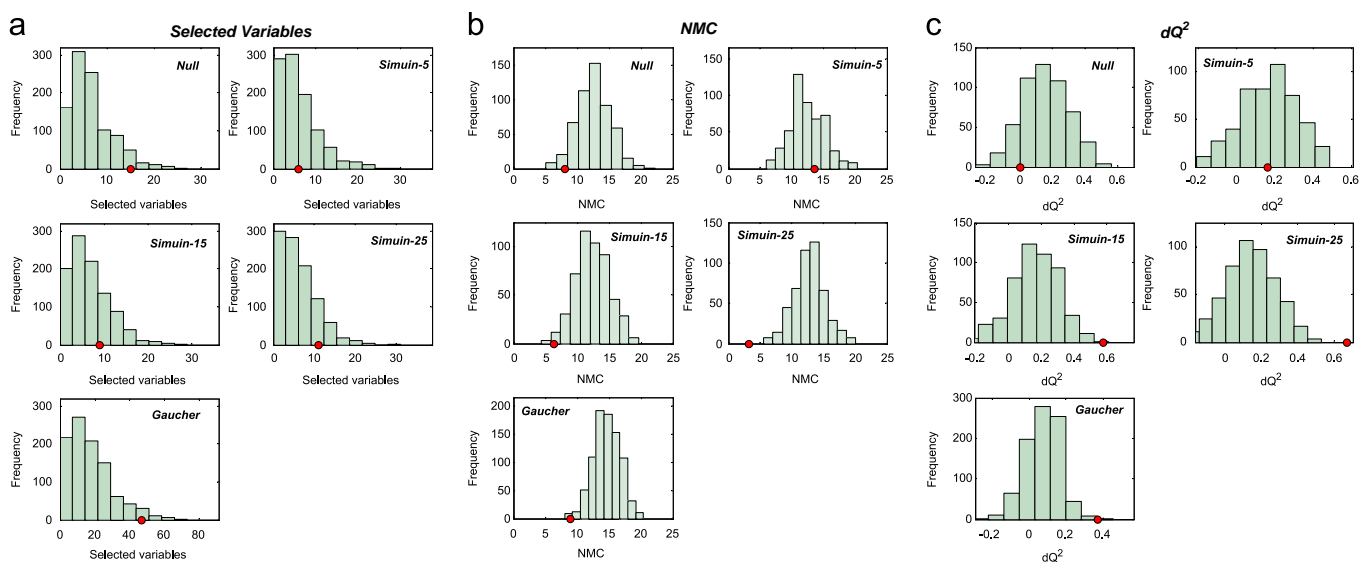 a
Selected Variables
Null
Frequency
300
200
100
0
0 10 20 30
Selected variables
Simuin-5
Frequency
300
200
100
0
0 10 20 30
Selected variables
Simuin-15
Frequency
300
200
100
0
0 10 20 30
Selected variables
Simuin-25
Frequency
300
200
100
0
0 10 20 30
Selected variables
Gaucher
Frequency
300
200
100
0
0 20 40 60 80
Selected variables
b
NMC
Null
Frequency
200
150
100
50
0
0 5 10 15 20 25
NMC
Simuin-5
Frequency
150
100
50
0
0 5 10 15 20 25
NMC
Simuin-15
Frequency
100
50
0
0 5 10 15 20 25
NMC
Simuin-25
Frequency
150
100
50
0
0 5 10 15 20 25
NMC
Gaucher
Frequency
200
150
100
50
0
0 5 10 15 20 25
NMC
c
dQ²
Null
Frequency
150
100
50
0
-0.2 0 0.2 0.4 0.6
dQ²
Simuin-5
Frequency
100
50
0
-0.2 0 0.2 0.4 0.6
dQ²
Simuin-15
Frequency
150
100
50
0
-0.2 0 0.2 0.4 0.6
dQ²
Simuin-25
Frequency
100
50
0
0 0.2 0.4 0.6
dQ²
Gaucher
Frequency
300
200
100
0
-0.2 0 0.2 0.4
dQ²